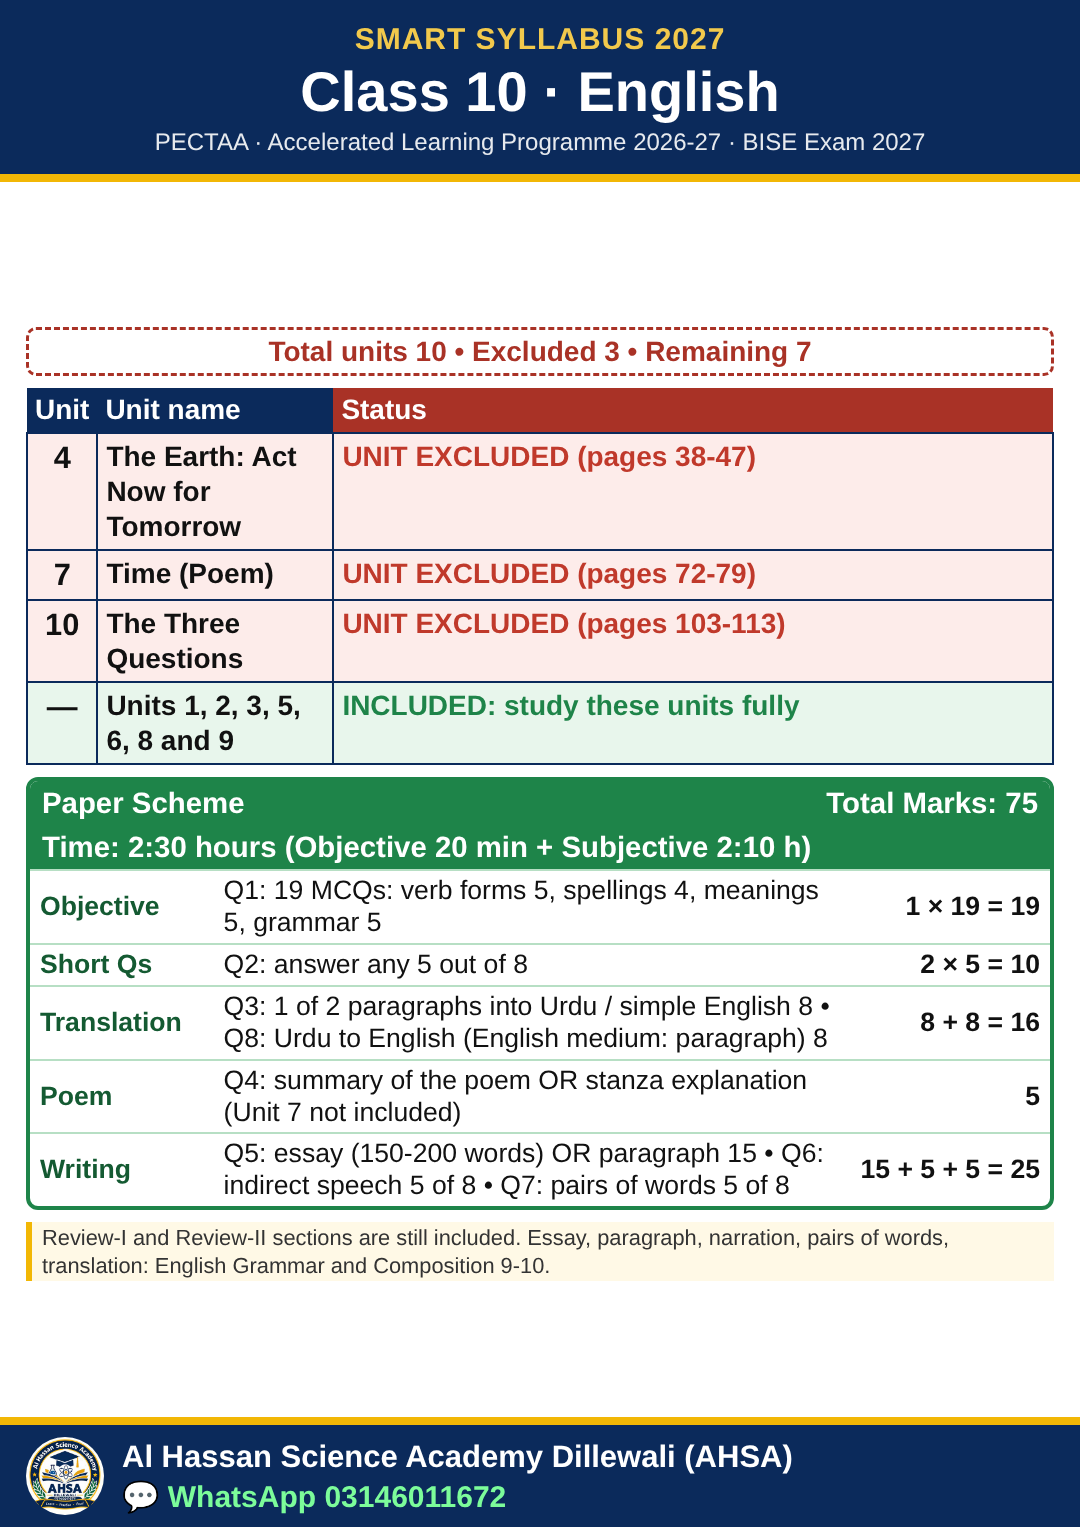 SMART SYLLABUS 2027
Class 10 · English
PECTAA · Accelerated Learning Programme 2026-27 · BISE Exam 2027
Total units 10 • Excluded 3 • Remaining 7
Unit Unit name Status
4 The Earth: Act UNIT EXCLUDED (pages 38-47)
Now for
Tomorrow
7 Time (Poem) UNIT EXCLUDED (pages 72-79)
10 The Three UNIT EXCLUDED (pages 103-113)
Questions
— Units 1, 2, 3, 5, INCLUDED: study these units fully
6, 8 and 9
Paper Scheme Total Marks: 75
Time: 2:30 hours (Objective 20 min + Subjective 2:10 h)
Objective Q1: 19 MCQs: verb forms 5, spellings 4, meanings 1 × 19 = 19
5, grammar 5
Short Qs Q2: answer any 5 out of 8 2 × 5 = 10
Translation Q3: 1 of 2 paragraphs into Urdu / simple English 8 • 8 + 8 = 16
Q8: Urdu to English (English medium: paragraph) 8
Poem Q4: summary of the poem OR stanza explanation 5
(Unit 7 not included)
Writing Q5: essay (150-200 words) OR paragraph 15 • Q6: 15 + 5 + 5 = 25
indirect speech 5 of 8 • Q7: pairs of words 5 of 8
Review-I and Review-II sections are still included. Essay, paragraph, narration, pairs of words,
translation: English Grammar and Composition 9-10.
Al Hassan Science Academy
AHSA
Al Hassan Science Academy Dillewali (AHSA)
WhatsApp 03146011672